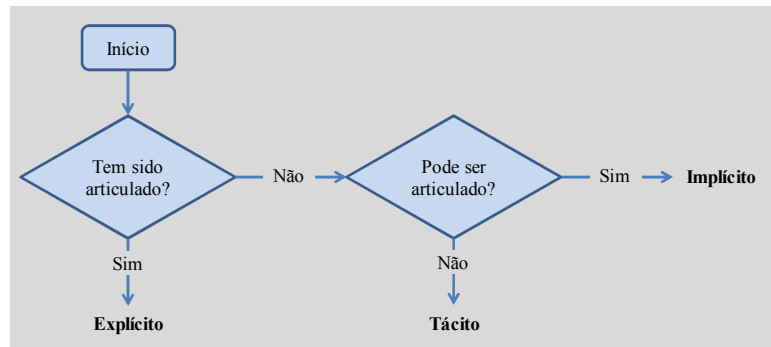 Início
Tem sido
articulado?
Não
Pode ser
articulado?
Sim
Implícito
Sim
Não
Explícito
Tácito